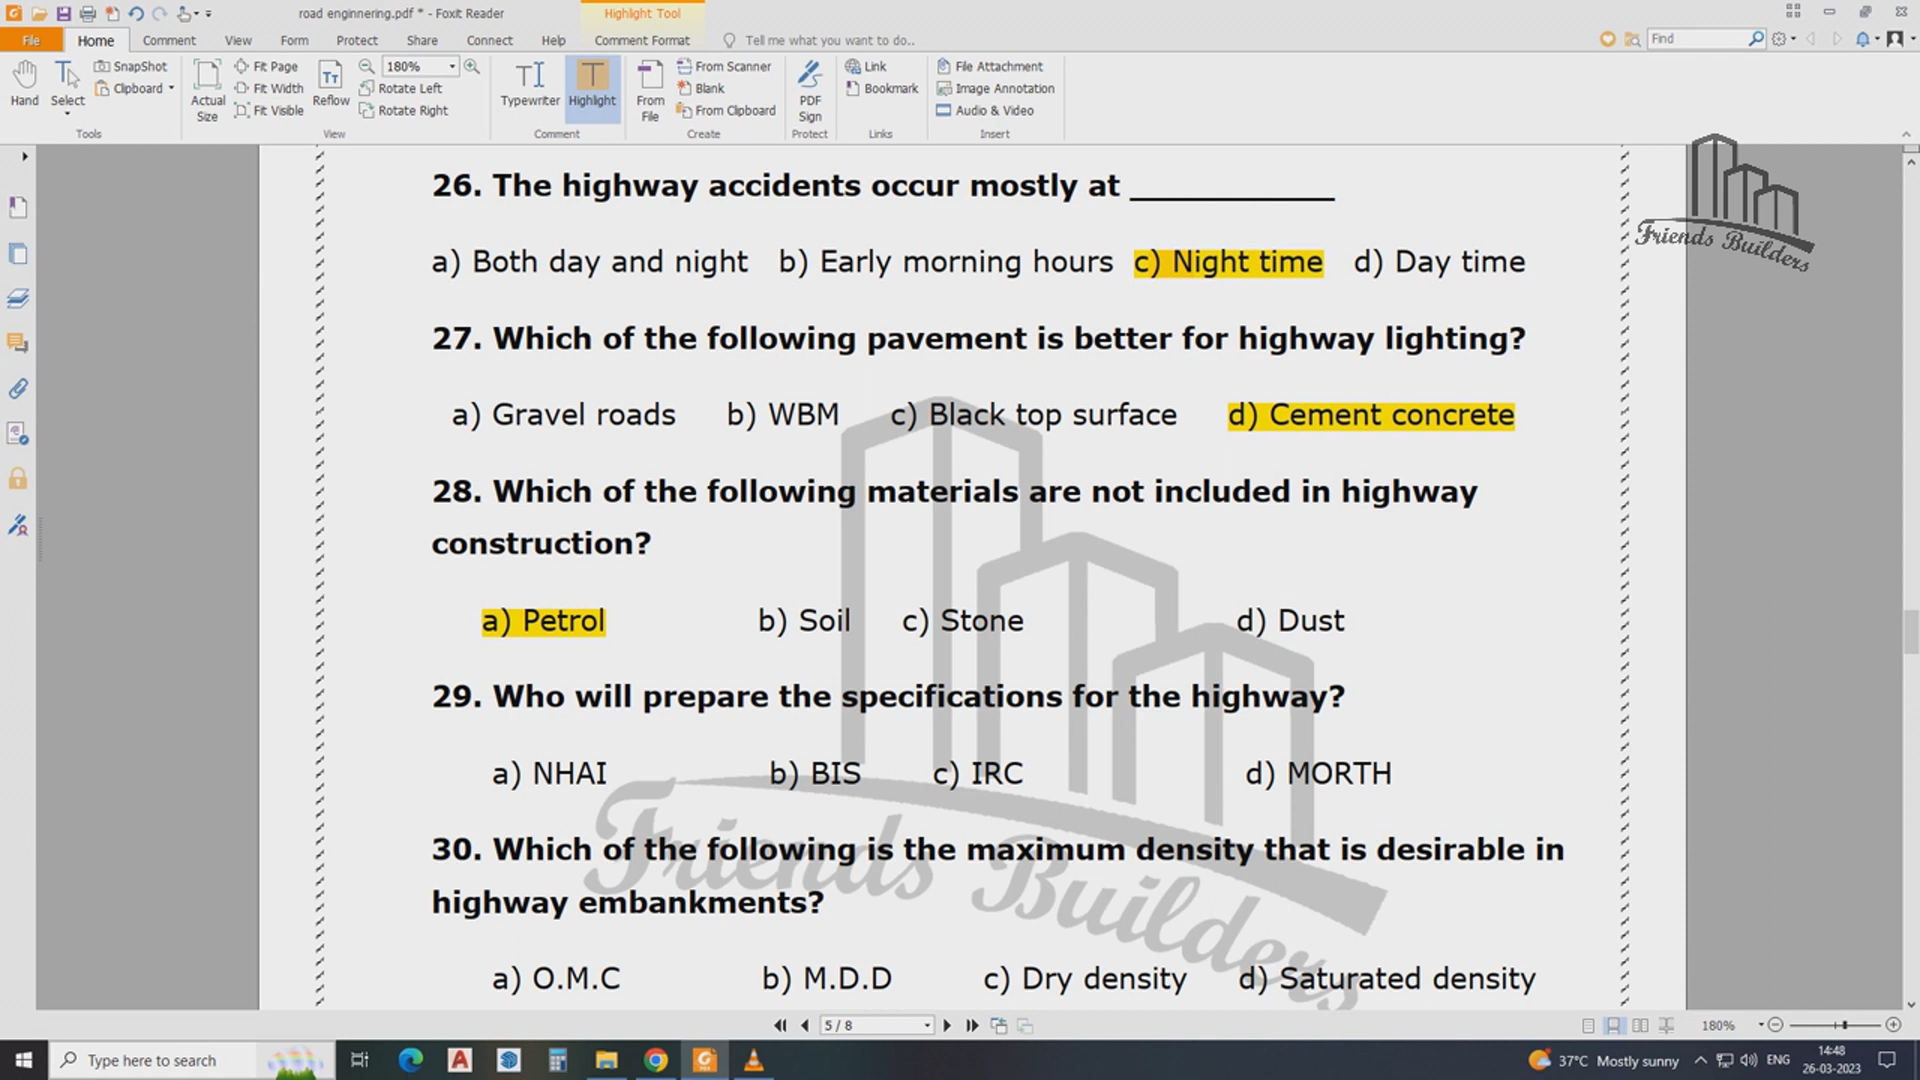 road enginnering.pdf * - Foxit Reader
Highlight Tool
File Home Comment View Form Protect Share Connect Help Comment Format Tell me what you want to do.. Find
Hand
Select
SnapShot
Clipboard
Tools
Actual Size
Fit Page
Fit Width
Fit Visible
Reflow
180%
Rotate Left
Rotate Right
View
Typewriter
Highlight
Comment
From File
From Scanner
Blank
From Clipboard
Create
PDF Sign
Protect
Link
Bookmark
Links
File Attachment
Image Annotation
Audio & Video
Insert
Friends Builders
26. The highway accidents occur mostly at ____________
a) Both day and night b) Early morning hours c) Night time d) Day time
27. Which of the following pavement is better for highway lighting?
a) Gravel roads b) WBM c) Black top surface d) Cement concrete
28. Which of the following materials are not included in highway
construction?
a) Petrol b) Soil c) Stone d) Dust
29. Who will prepare the specifications for the highway?
a) NHAI b) BIS c) IRC d) MORTH
30. Which of the following is the maximum density that is desirable in
highway embankments?
a) O.M.C b) M.D.D c) Dry density d) Saturated density
Friends Builders
5 / 8
180%
Type here to search
37°C Mostly sunny
ENG
14:48
26-03-2023